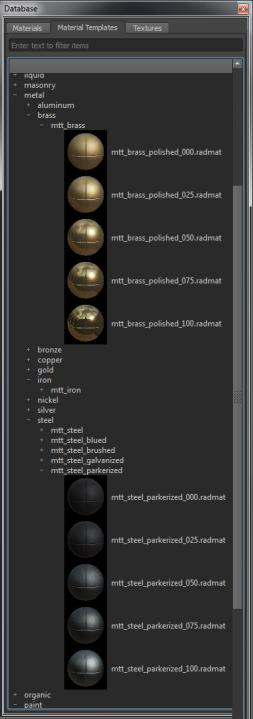 Database
Materials Material Templates Textures
Enter text to filter items
liquid
+ masonry
- metal
+ aluminum
- brass
- mtt_brass
mtt_brass_polished_000.radmat
mtt_brass_polished_025.radmat
mtt_brass_polished_050.radmat
mtt_brass_polished_075.radmat
mtt_brass_polished_100.radmat
+ bronze
+ copper
+ gold
- iron
+ mtt_iron
+ nickel
+ silver
- steel
+ mtt_steel
+ mtt_steel_blued
+ mtt_steel_brushed
+ mtt_steel_galvanized
- mtt_steel_parkerized
mtt_steel_parkerized_000.radmat
mtt_steel_parkerized_025.radmat
mtt_steel_parkerized_050.radmat
mtt_steel_parkerized_075.radmat
mtt_steel_parkerized_100.radmat
+ organic
- paint